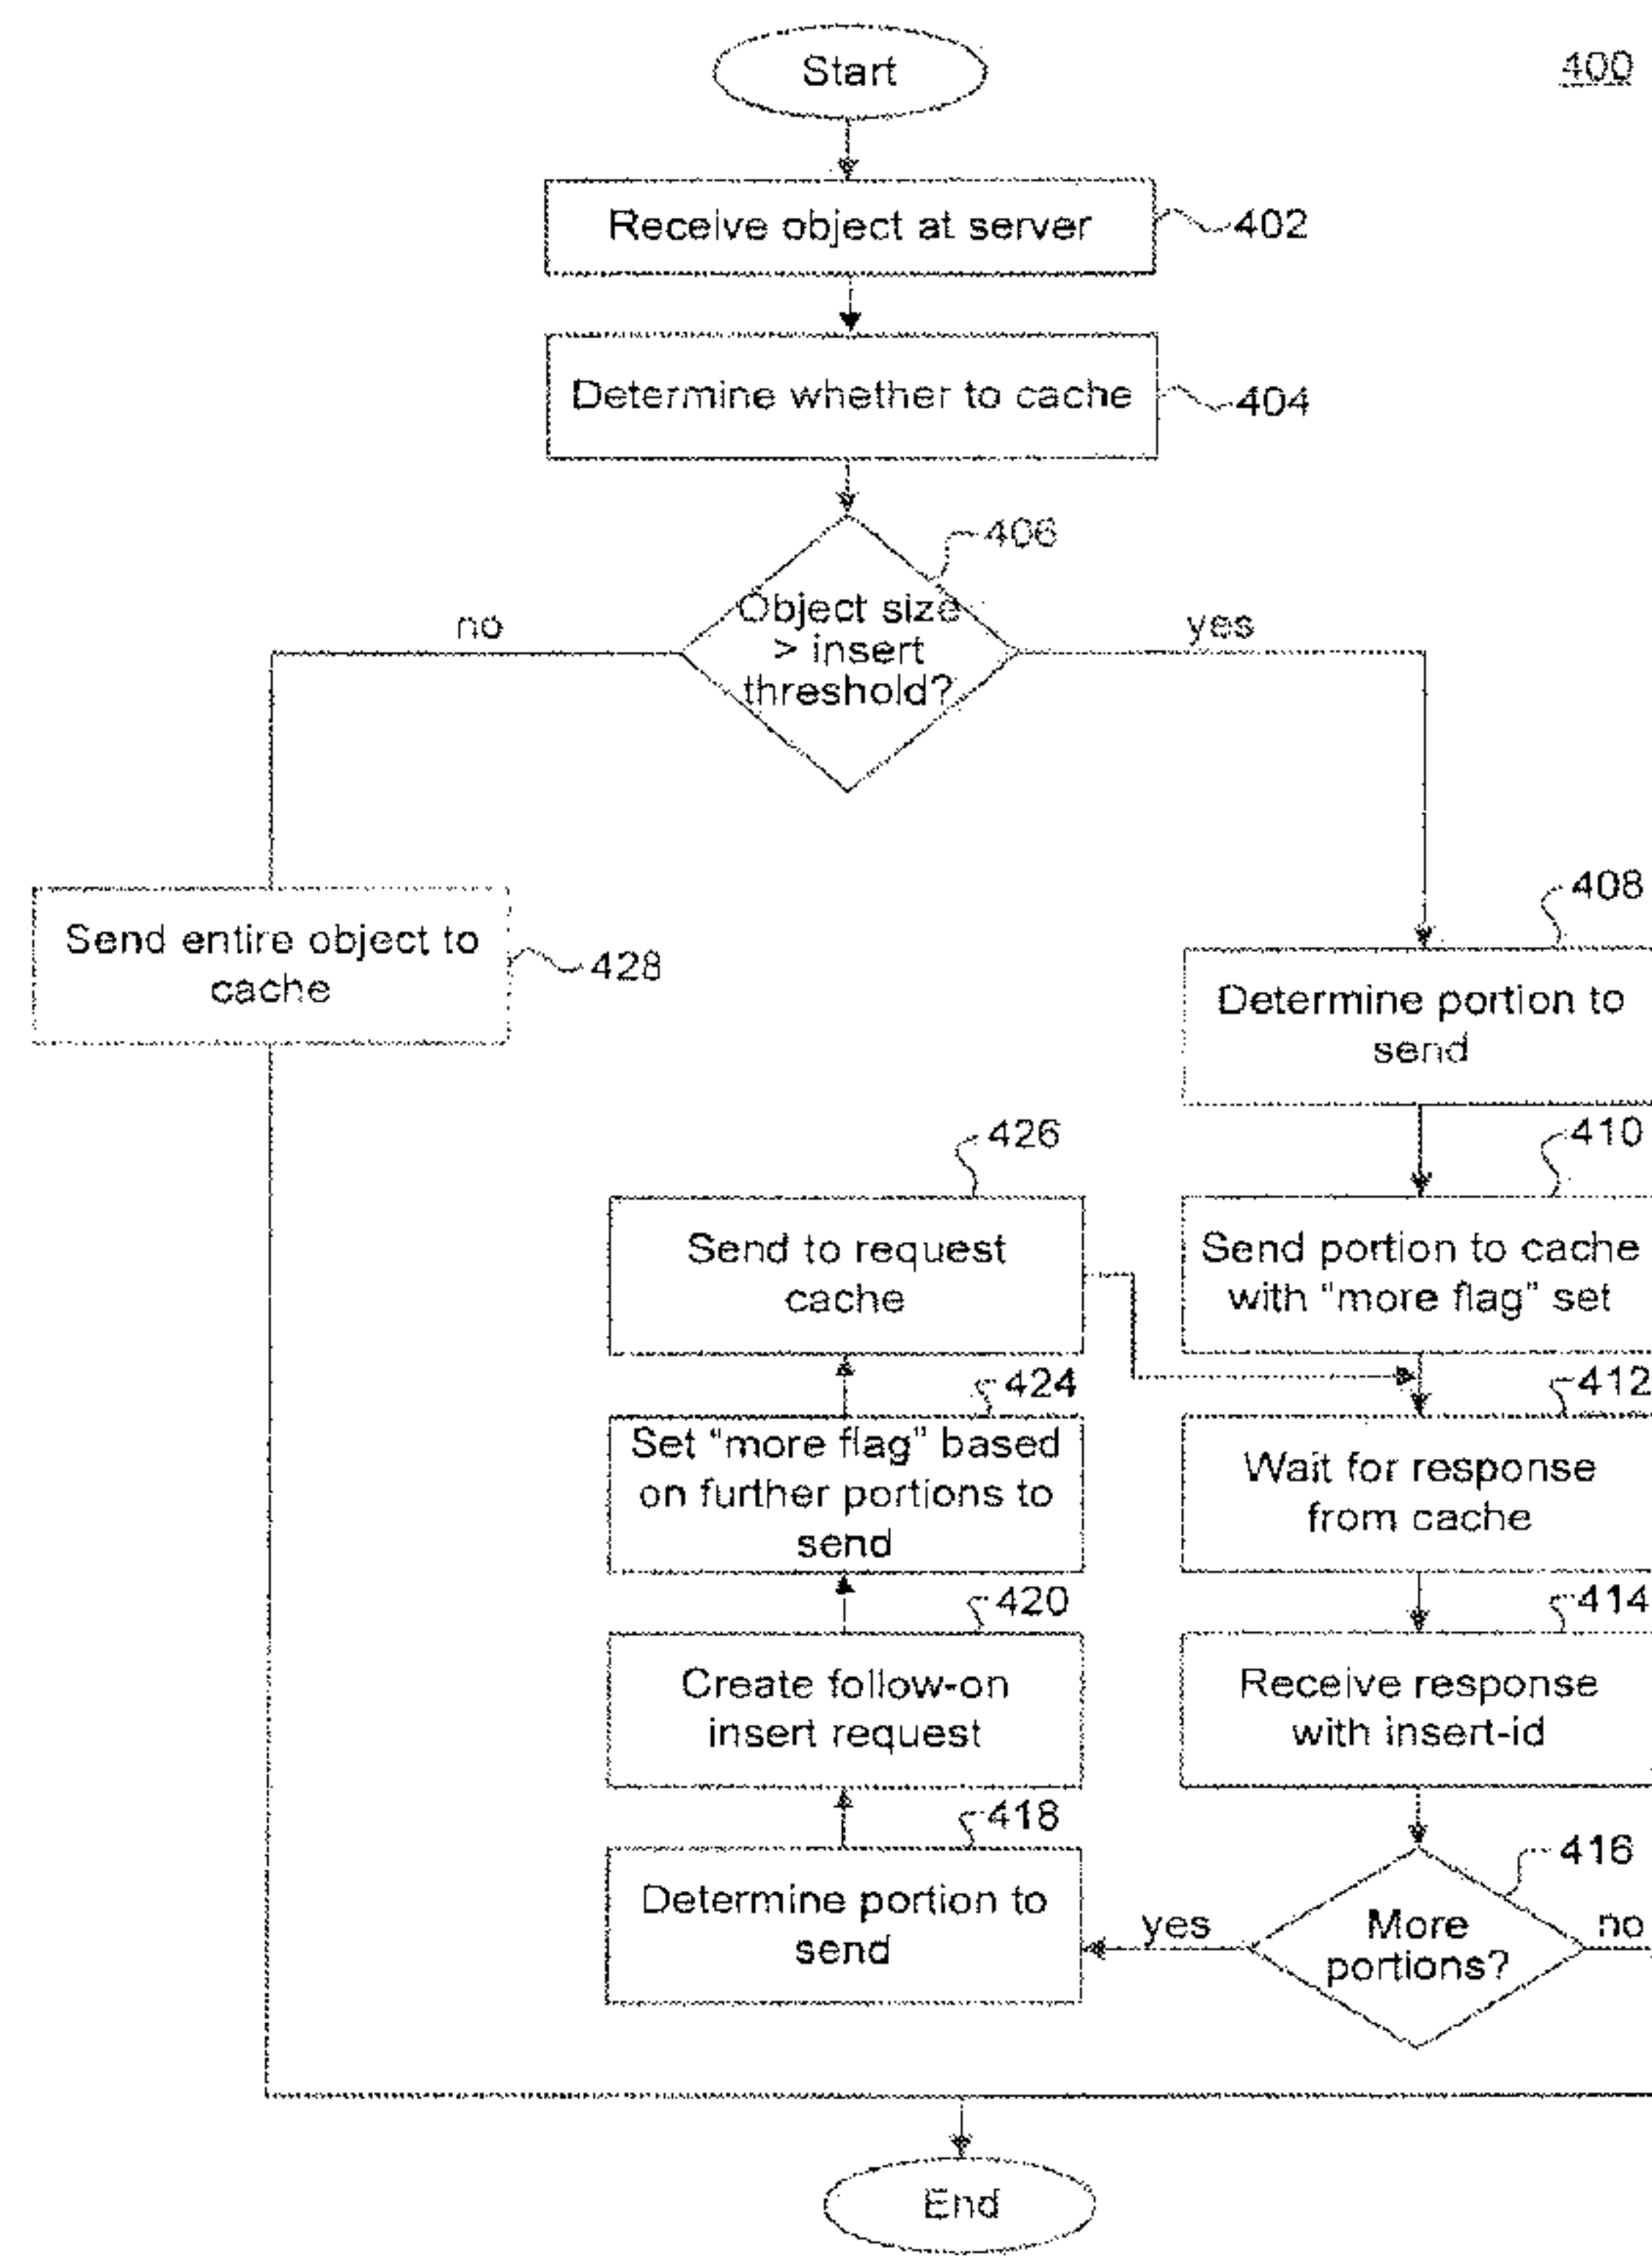 400
Start
Receive object at server
402
Determine whether to cache
404
406
Object size
> insert
threshold?
no
yes
Send entire object to
cache
428
408
Determine portion to
send
410
Send portion to cache
with “more flag” set
426
Send to request
cache
412
Wait for response
from cache
424
Set “more flag” based
on further portions to
send
414
Receive response
with insert-id
420
Create follow-on
insert request
416
More
portions?
yes
no
418
Determine portion to
send
End